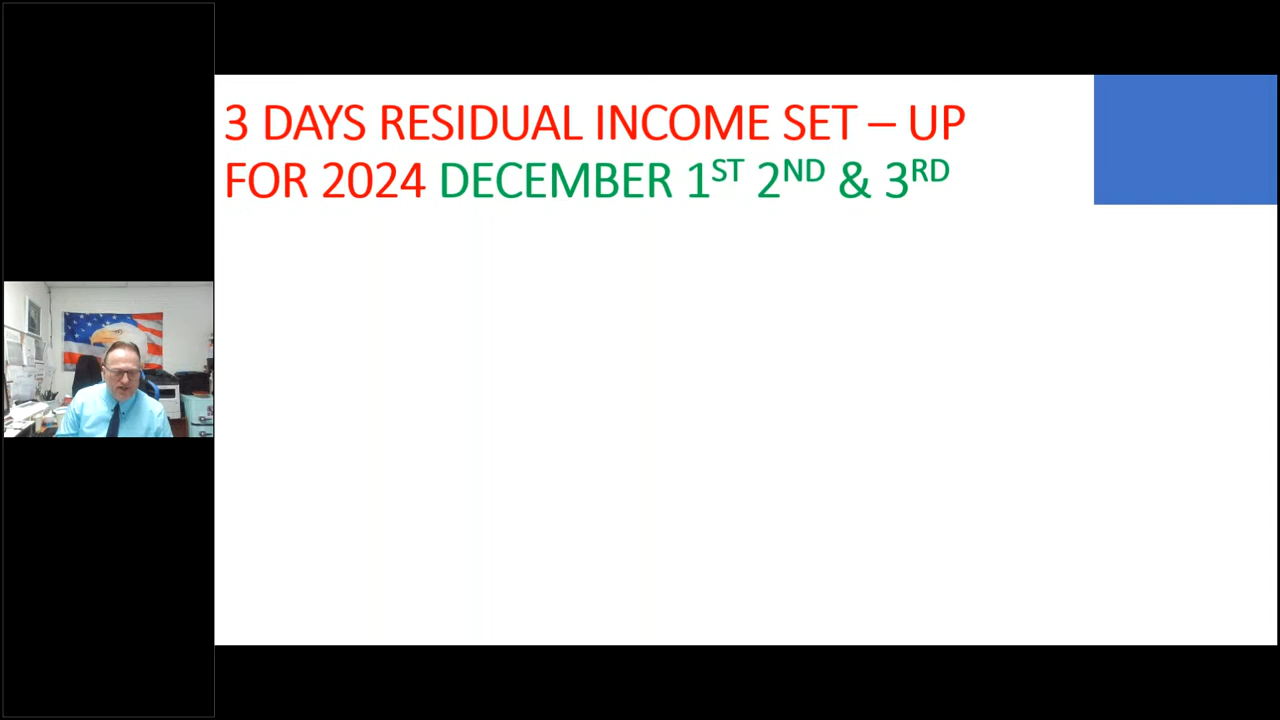 3 DAYS RESIDUAL INCOME SET – UP
FOR 2024 DECEMBER 1ST 2ND & 3RD